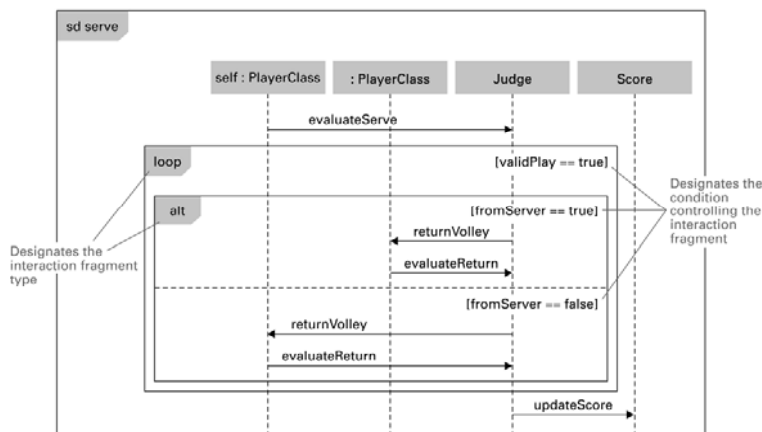 sd serve
self : PlayerClass
: PlayerClass
Judge
Score
evaluateServe
loop
[validPlay == true]
Designates the
condition
controlling the
interaction
fragment
alt
[fromServer == true]
returnVolley
Designates the
interaction fragment
type
evaluateReturn
[fromServer == false]
returnVolley
evaluateReturn
updateScore